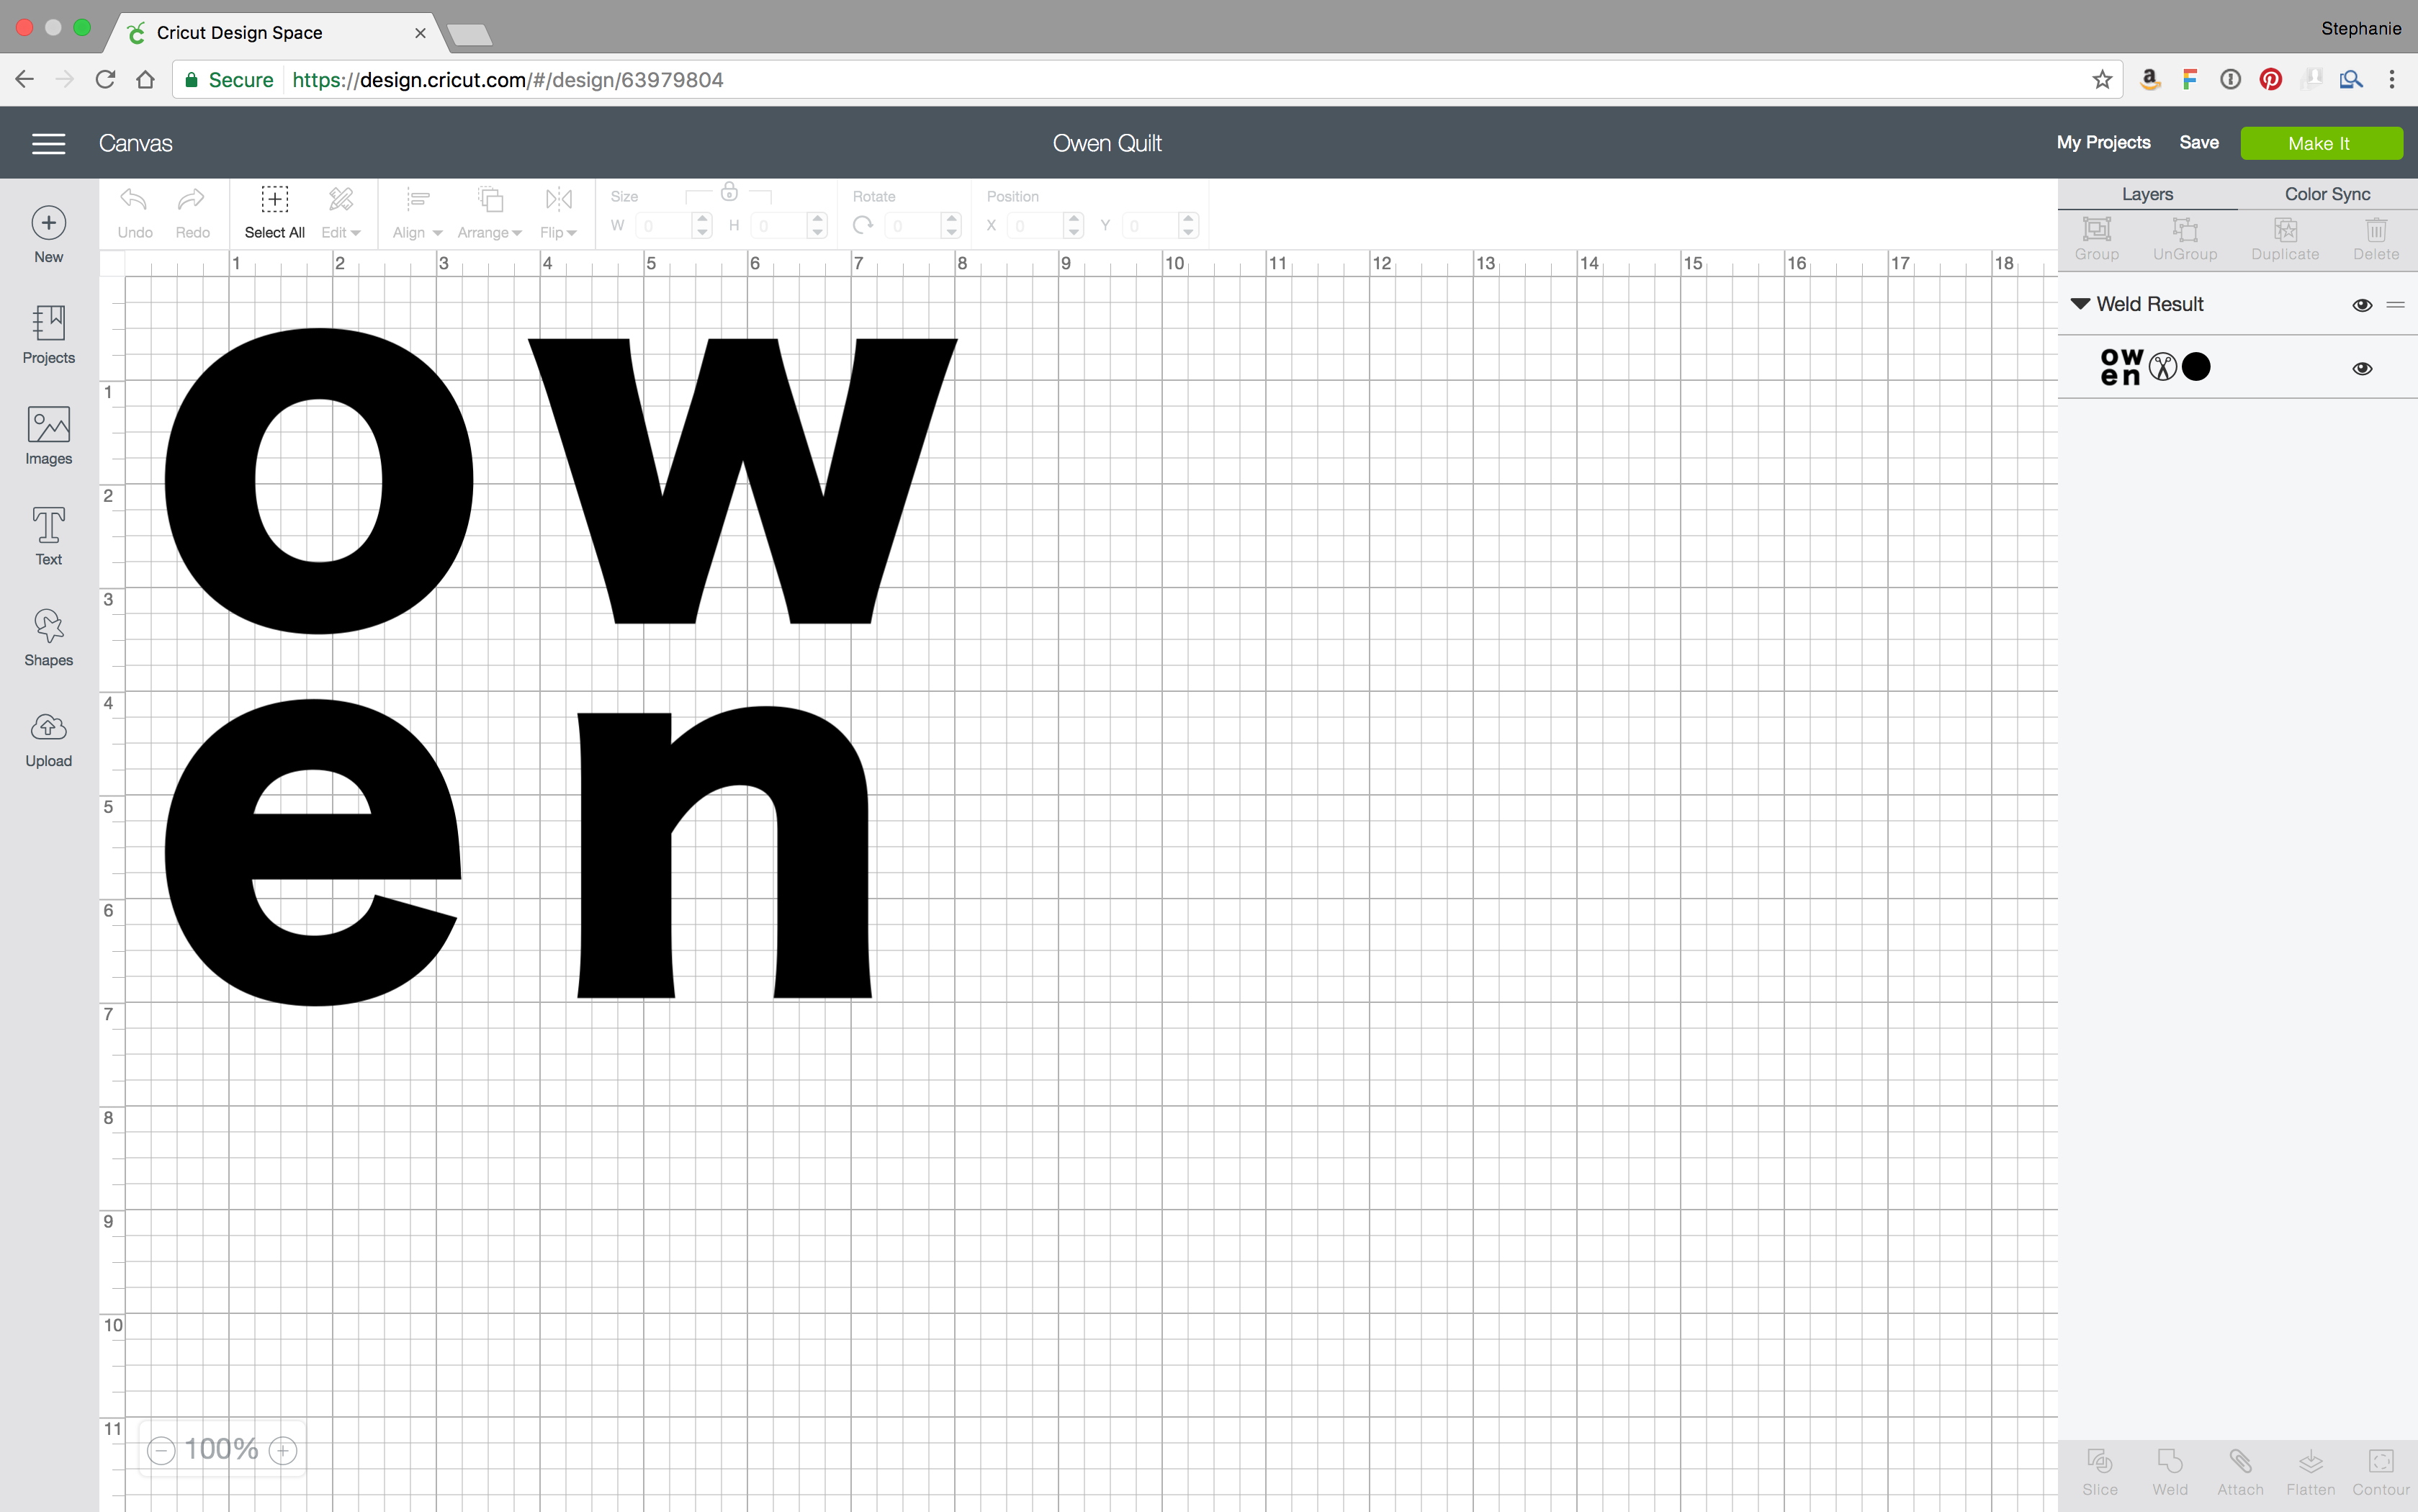 Stephanie
Cricut Design Space
Secure https://design.cricut.com/#/design/63979804
Canvas Owen Quilt My Projects Save Make It
Undo Redo Select All Edit Align Arrange Flip Size W 0 H 0 Rotate 0 Position X 0 Y 0
Layers Color Sync
Group UnGroup Duplicate Delete
1 2 3 4 5 6 7 8 9 10 11 12 13 14 15 16 17 18
New
Projects
Images
Text
Shapes
Upload
1
2
3
4
5
6
7
8
9
10
11
ow
en
100%
Weld Result
ow
en
Slice Weld Attach Flatten Contour